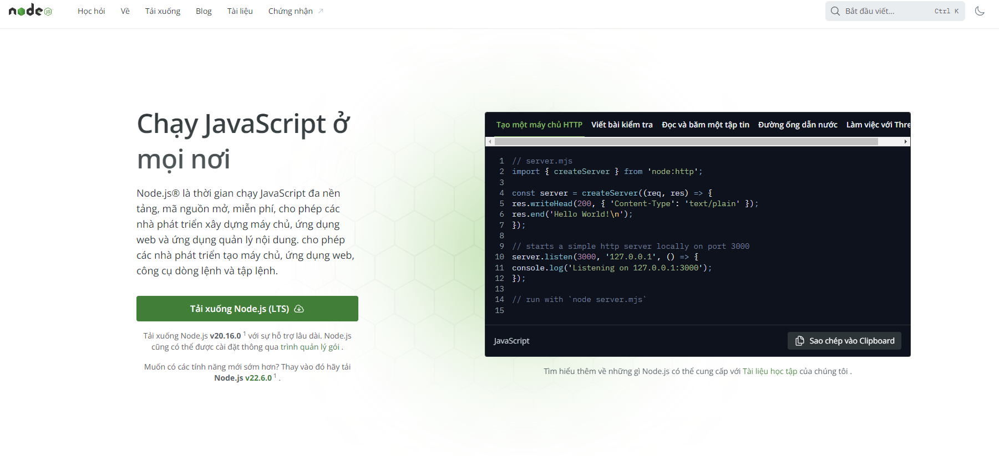 node JS
Học hỏi Về Tải xuống Blog Tài liệu Chứng nhận ↗
Bắt đầu viết... Ctrl K
Chạy JavaScript ở
mọi nơi
Node.js® là thời gian chạy JavaScript đa nền
tảng, mã nguồn mở, miễn phí, cho phép các
nhà phát triển xây dựng máy chủ, ứng dụng
web và ứng dụng quản lý nội dung. cho phép
các nhà phát triển tạo máy chủ, ứng dụng web,
công cụ dòng lệnh và tập lệnh.
Tải xuống Node.js (LTS)
Tải xuống Node.js v20.16.0 1 với sự hỗ trợ lâu dài. Node.js
cũng có thể được cài đặt thông qua trình quản lý gói .
Muốn có các tính năng mới sớm hơn? Thay vào đó hãy tải
Node.js v22.6.0 1 .
Tạo một máy chủ HTTP Viết bài kiểm tra Đọc và băm một tập tin Đường ống dẫn nước Làm việc với Thre
1 // server.mjs
2 import { createServer } from 'node:http';
3
4 const server = createServer((req, res) => {
5 res.writeHead(200, { 'Content-Type': 'text/plain' });
6 res.end('Hello World!\n');
7 });
8
9 // starts a simple http server locally on port 3000
10 server.listen(3000, '127.0.0.1', () => {
11 console.log('Listening on 127.0.0.1:3000');
12 });
13
14 // run with `node server.mjs`
15
JavaScript
Sao chép vào Clipboard
Tìm hiểu thêm về những gì Node.js có thể cung cấp với Tài liệu học tập của chúng tôi .